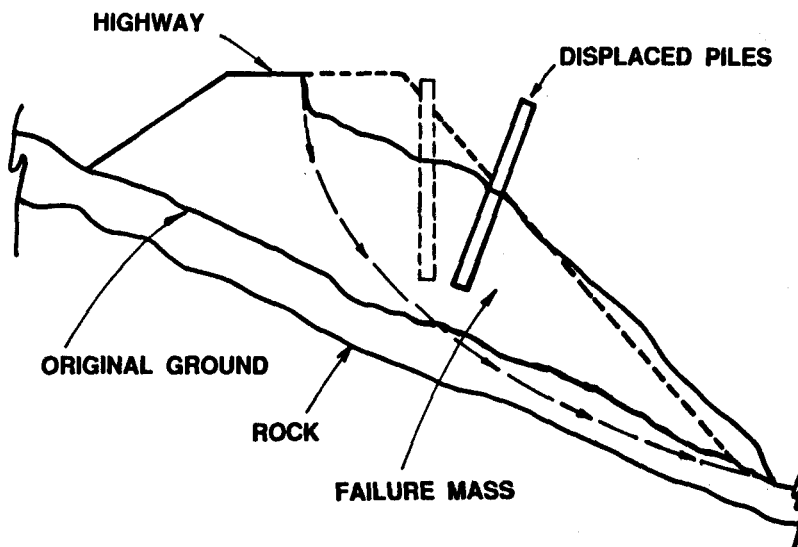 HIGHWAY
DISPLACED PILES
ORIGINAL GROUND
ROCK
FAILURE MASS